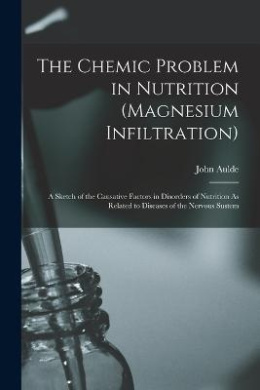 The Chemic Problem
in Nutrition
(Magnesium
Infiltration)
John Aulde
A Sketch of the Causative Factors in Disorders of Nutrition As
Related to Diseases of the Nervous System